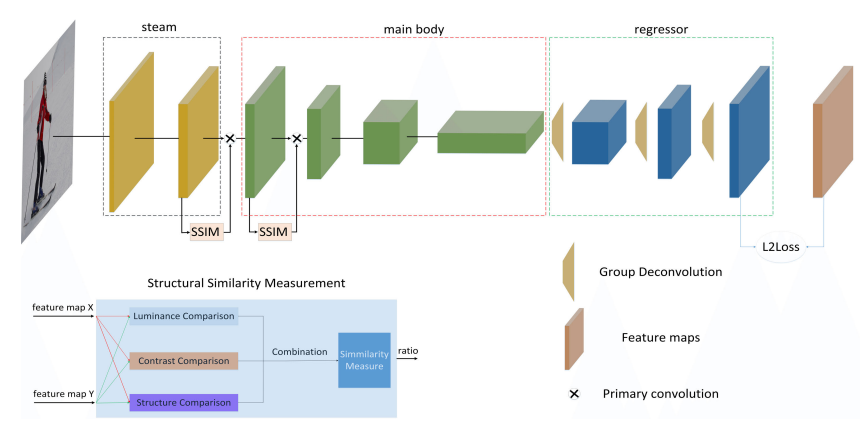 steam
main body
regressor
SSIM
SSIM
L2Loss
Group Deconvolution
Feature maps
Primary convolution
Structural Similarity Measurement
feature map X
Luminance Comparison
Contrast Comparison
Combination
Simmilarity
Measure
ratio
feature map Y
Structure Comparison